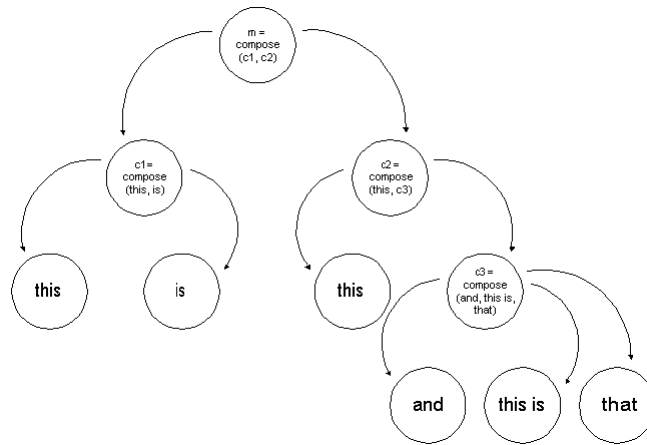 m =
compose
(c1, c2)
c1 =
compose
(this, is)
c2 =
compose
(this, c3)
this
is
this
c3 =
compose
(and, this is,
that)
and
this is
that